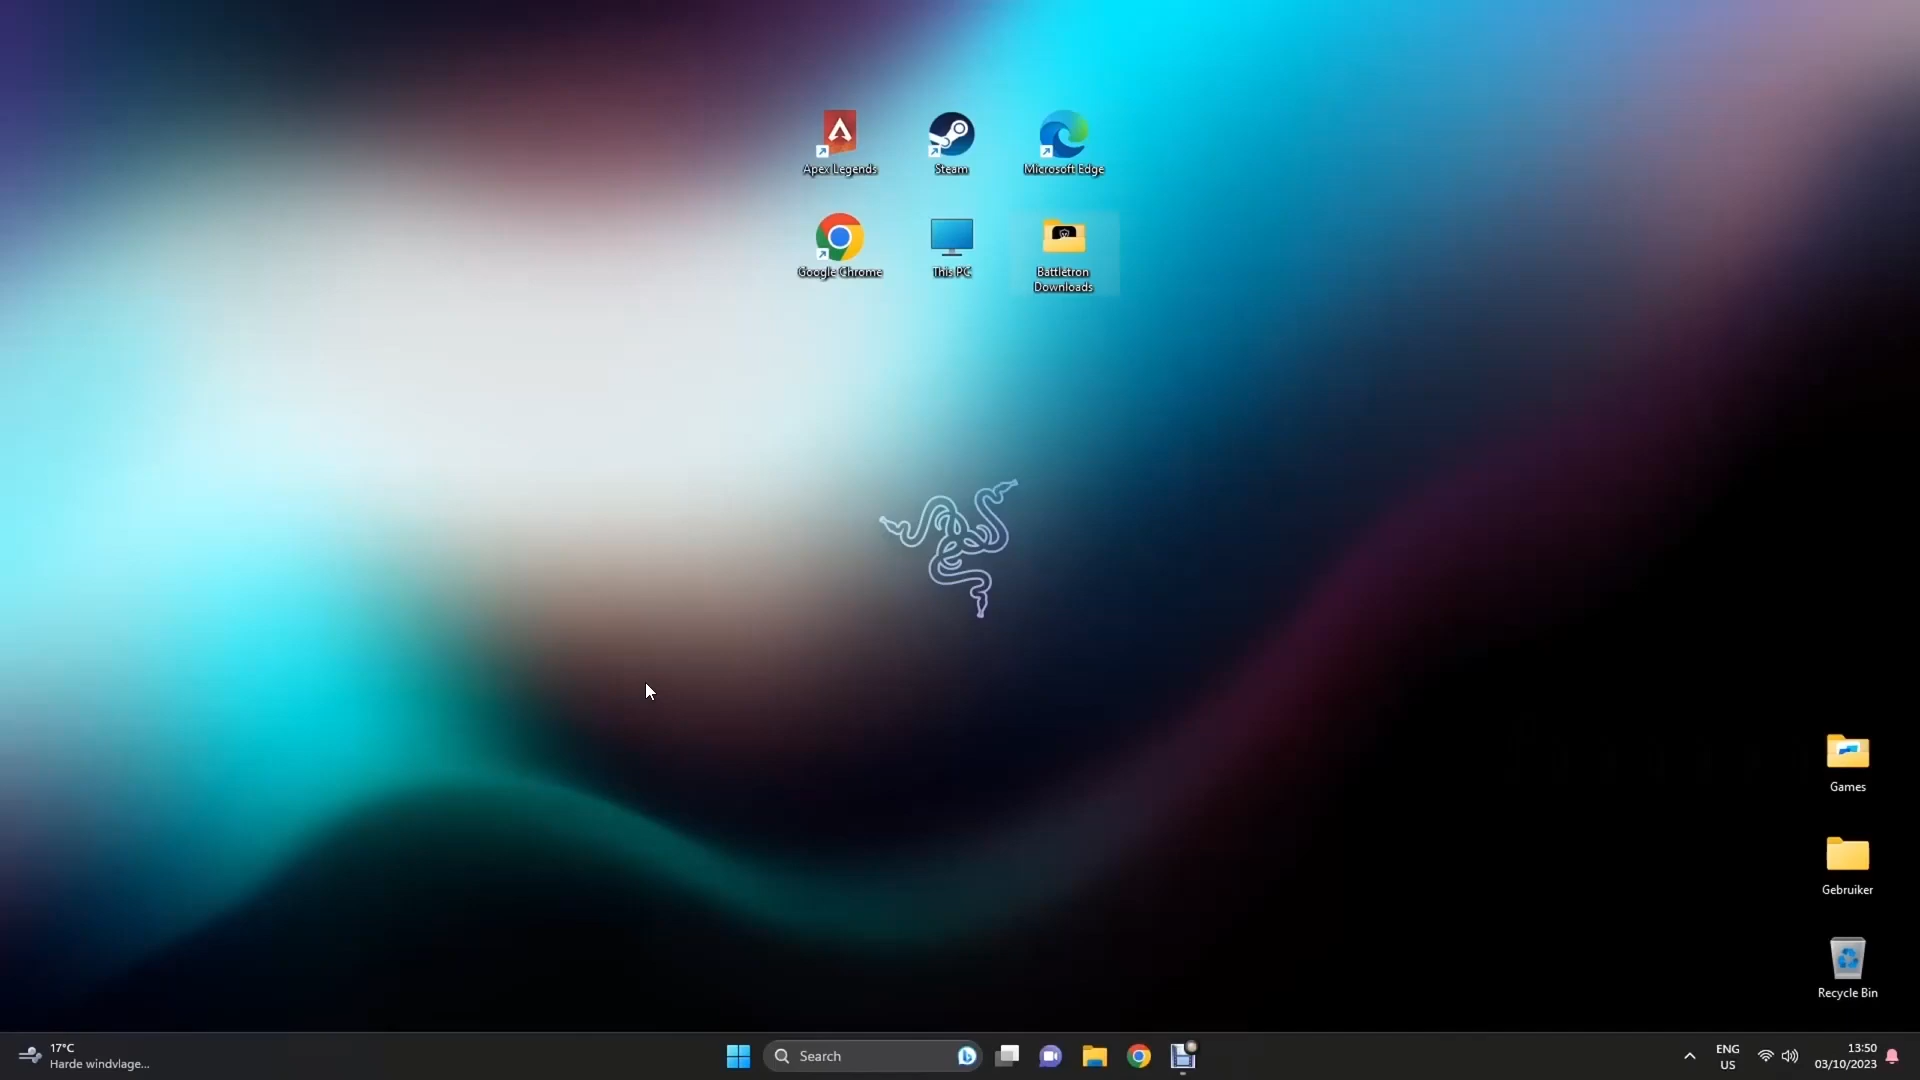 Apex Legends
Steam
Microsoft Edge
Google Chrome
This PC
Battletron
Downloads
Games
Gebruiker
Recycle Bin
17°C
Harde windvlage...
Search
ENG
US
13:50
03/10/2023